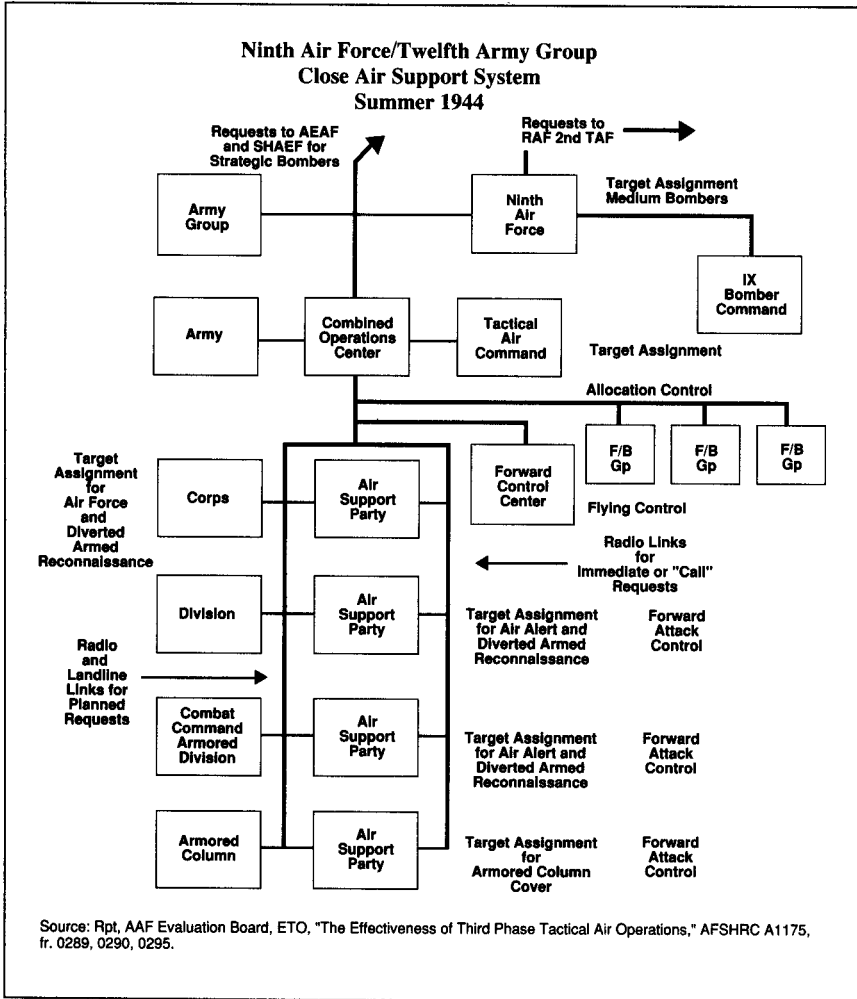 Ninth Air Force/Twelfth Army Group
Close Air Support System
Summer 1944
Requests to AEAF
and SHAEF for
Strategic Bombers
Requests to
RAF 2nd TAF
Army
Group
Ninth
Air
Force
Target Assignment
Medium Bombers
IX
Bomber
Command
Army
Combined
Operations
Center
Tactical
Air
Command
Target Assignment
Allocation Control
F/B
Gp
F/B
Gp
F/B
Gp
Target
Assignment
for
Air Force
and
Diverted
Armed
Reconnaissance
Corps
Air
Support
Party
Forward
Control
Center
Flying Control
Radio Links
for
Immediate or "Call"
Requests
Division
Air
Support
Party
Target Assignment
for Air Alert and
Diverted Armed
Reconnaissance
Forward
Attack
Control
Radio
and
Landline
Links for
Planned
Requests
Combat
Command
Armored
Division
Air
Support
Party
Target Assignment
for Air Alert and
Diverted Armed
Reconnaissance
Forward
Attack
Control
Armored
Column
Air
Support
Party
Target Assignment
for
Armored Column
Cover
Forward
Attack
Control
Source: Rpt, AAF Evaluation Board, ETO, "The Effectiveness of Third Phase Tactical Air Operations," AFSHRC A1175,
fr. 0289, 0290, 0295.